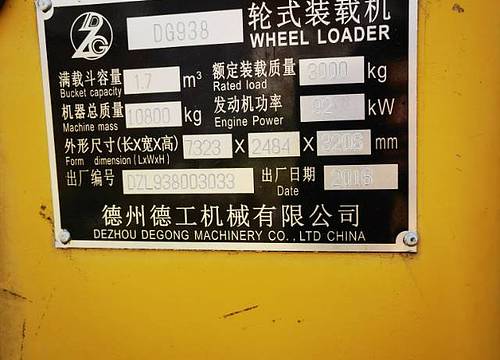 DZG
DG938 轮式装载机
WHEEL LOADER
满载斗容量 1.7 m³ 额定装载质量 3000 kg
Bucket capacity Rated load
机器总质量 10800 kg 发动机功率 92 kW
Machine mass Engine Power
外形尺寸(长X宽X高) 7323 X 2484 X 3206 mm
Form dimension (LxWxH)
出厂编号 DZL938003033 出厂日期 2016
Date
德州德工机械有限公司
DEZHOU DEGONG MACHINERY CO., LTD CHINA